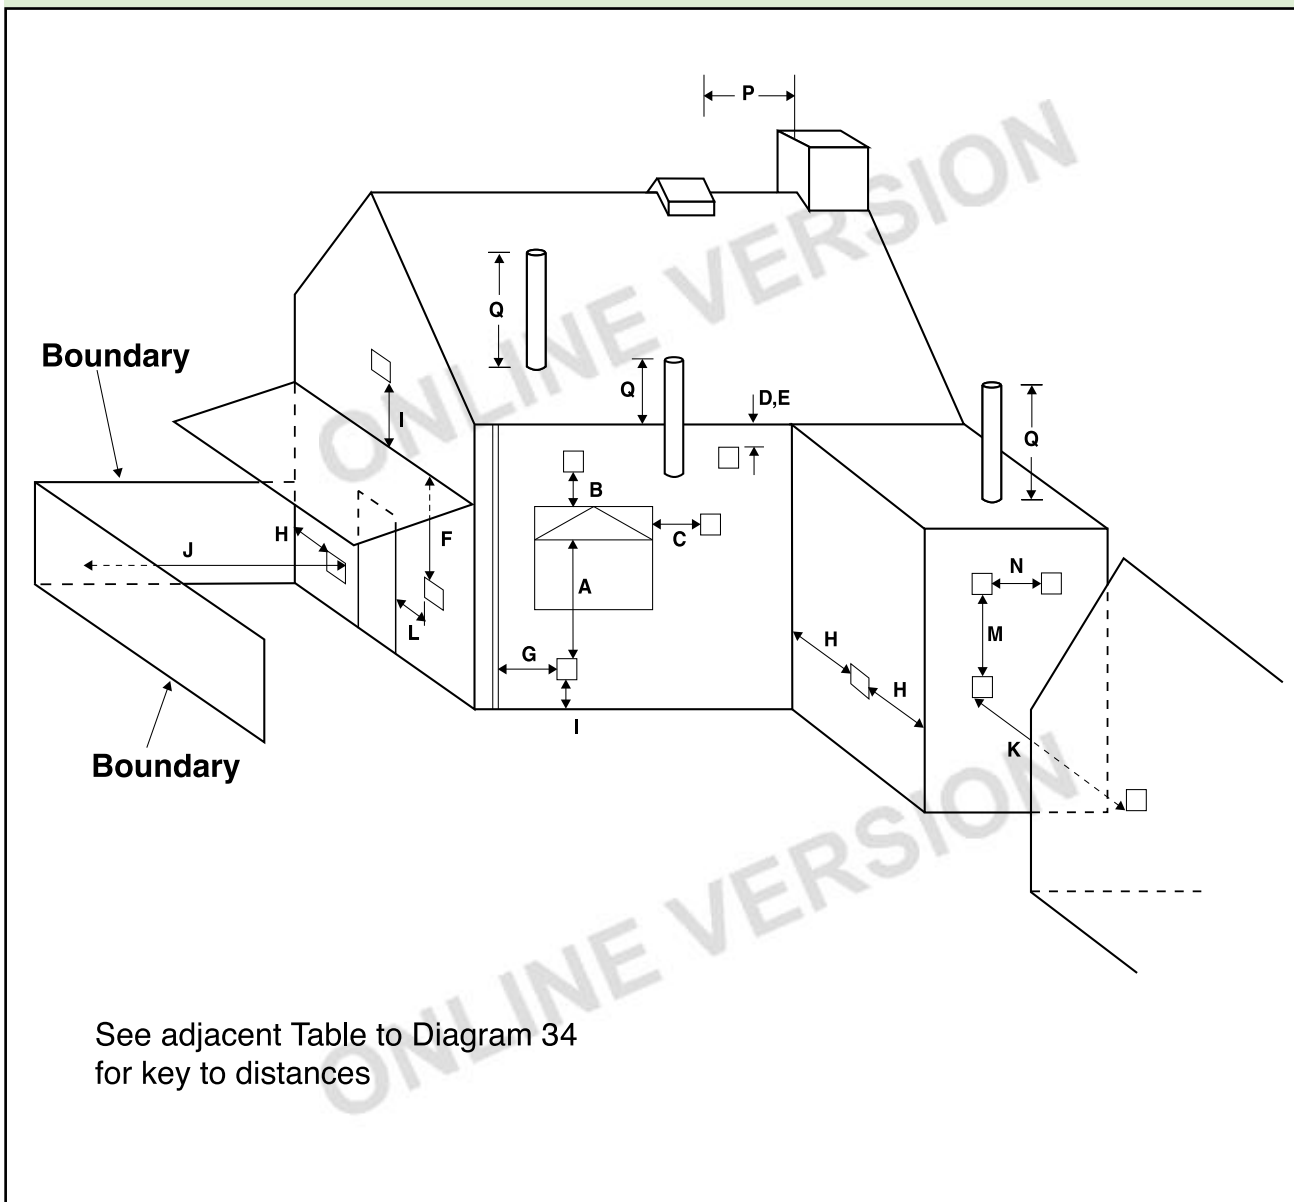 P
ONLINE VERSION
Q
Boundary
Q
D,E
I
Q
B
H
F
C
J
N
A
L
M
G
H
H
I
K
Boundary
ONLINE VERSION
See adjacent Table to Diagram 34
for key to distances